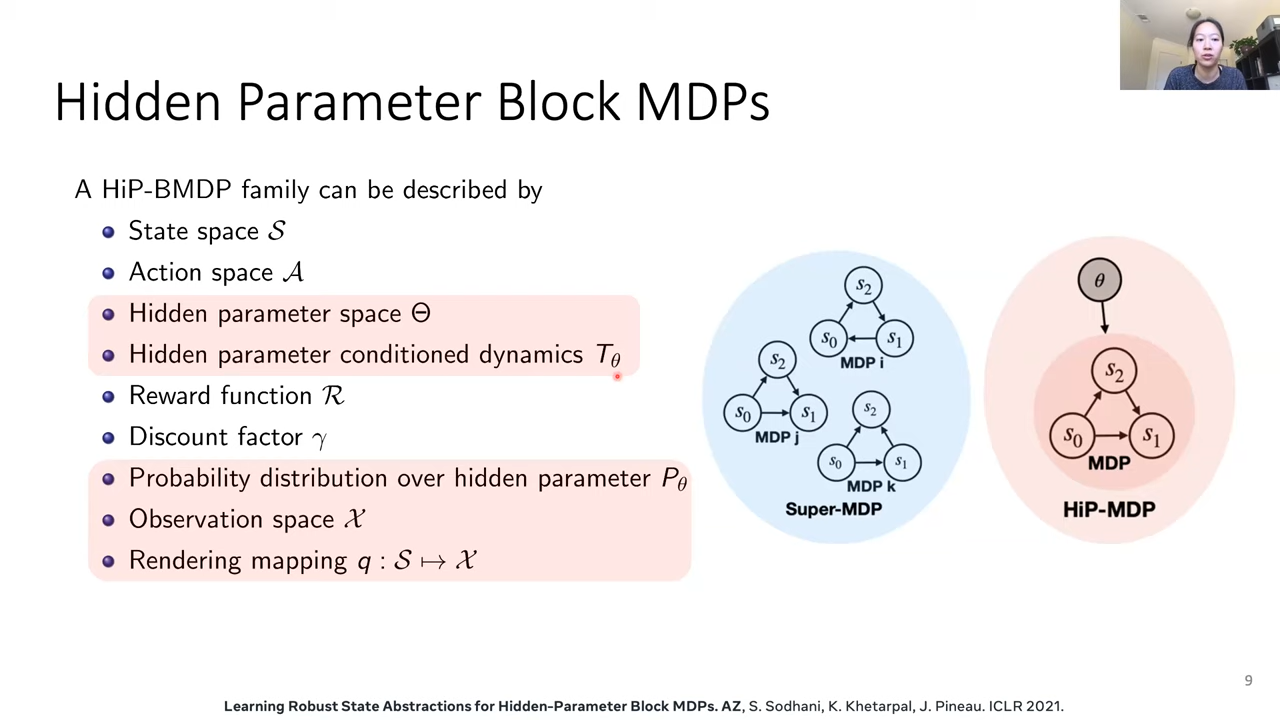 Hidden Parameter Block MDPs
A HiP-BMDP family can be described by
State space 𝒮
Action space 𝒜
Hidden parameter space Θ
Hidden parameter conditioned dynamics T_θ
Reward function ℛ
Discount factor γ
Probability distribution over hidden parameter P_θ
Observation space 𝒳
Rendering mapping q : 𝒮 ↦ 𝒳
s₂
s₀ s₁
MDP i
s₂
s₀ s₁
MDP j
s₂
s₀ s₁
MDP k
Super-MDP
θ
s₂
s₀ s₁
MDP
HiP-MDP
9
Learning Robust State Abstractions for Hidden-Parameter Block MDPs. AZ, S. Sodhani, K. Khetarpal, J. Pineau. ICLR 2021.